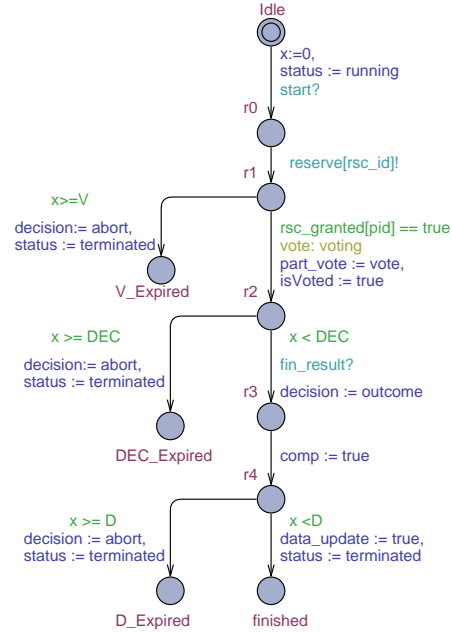 Idle
x:=0,
status := running
start?
r0
reserve[rsc_id]!
r1
x>=V
decision:= abort,
status := terminated
V_Expired
rsc_granted[pid] == true
vote: voting
part_vote := vote,
isVoted := true
r2
x >= DEC
decision:= abort,
status := terminated
DEC_Expired
x < DEC
fin_result?
decision := outcome
r3
comp := true
r4
x >= D
decision := abort,
status := terminated
D_Expired
x <D
data_update := true,
status := terminated
finished